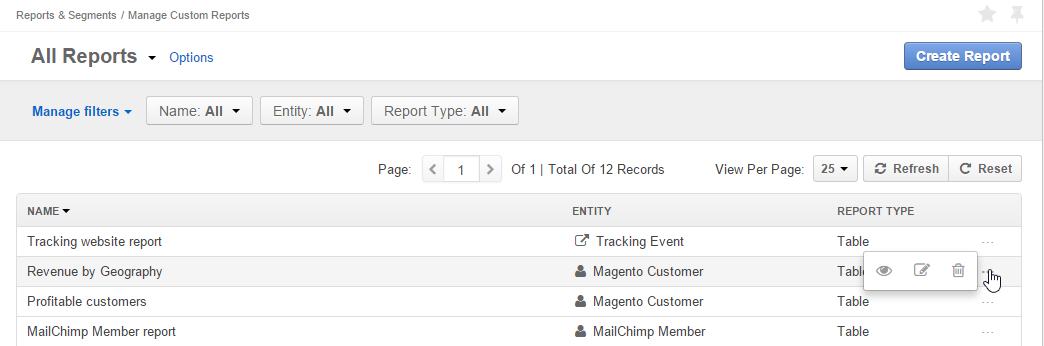 Reports & Segments / Manage Custom Reports
All Reports Options Create Report
Manage filters Name: All Entity: All Report Type: All
Page: 1 Of 1 | Total Of 12 Records View Per Page: 25 Refresh Reset
NAME ENTITY REPORT TYPE
Tracking website report Tracking Event Table ...
Revenue by Geography Magento Customer
Profitable customers Magento Customer Table ...
MailChimp Member report MailChimp Member Table ...